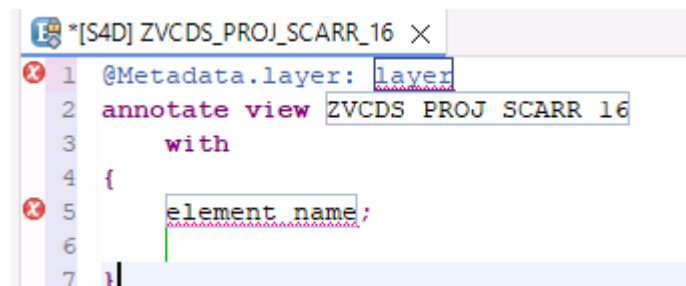 *[S4D] ZVCDS_PROJ_SCARR_16
1 @Metadata.layer: layer
2 annotate view ZVCDS_PROJ_SCARR_16
3 with
4 {
5 element_name;
6
7 }